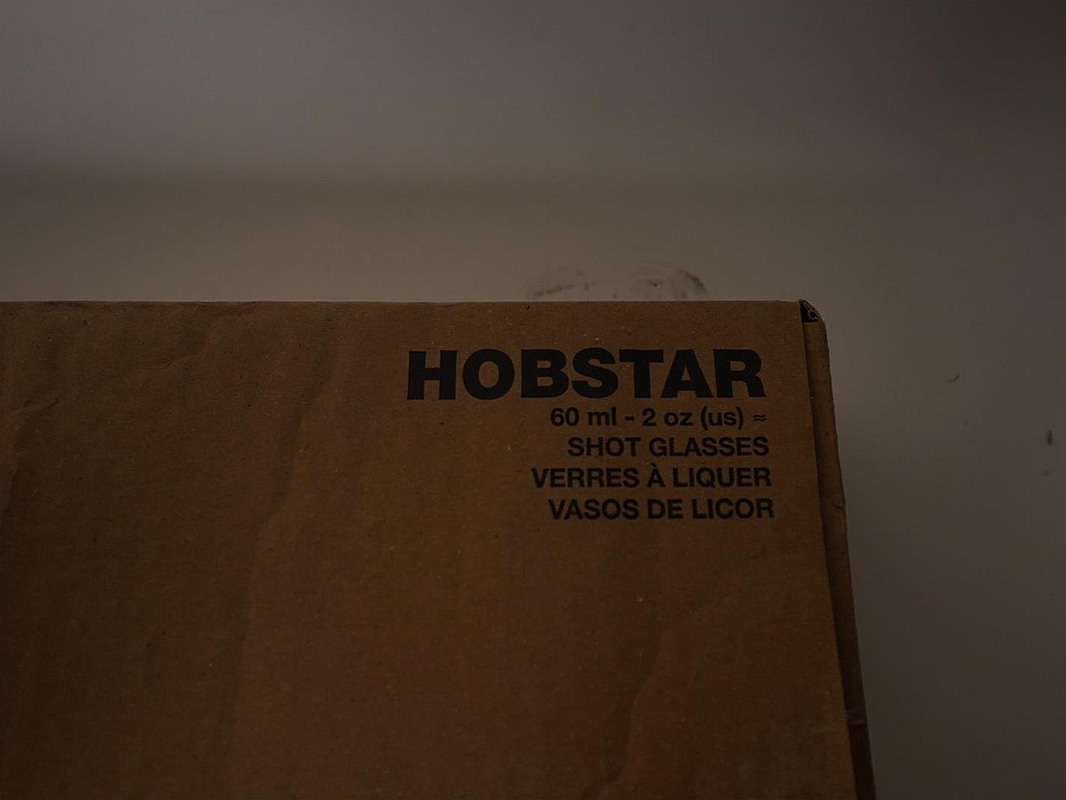 HOBSTAR
60 ml - 2 oz (us) ≈
SHOT GLASSES
VERRES À LIQUER
VASOS DE LICOR